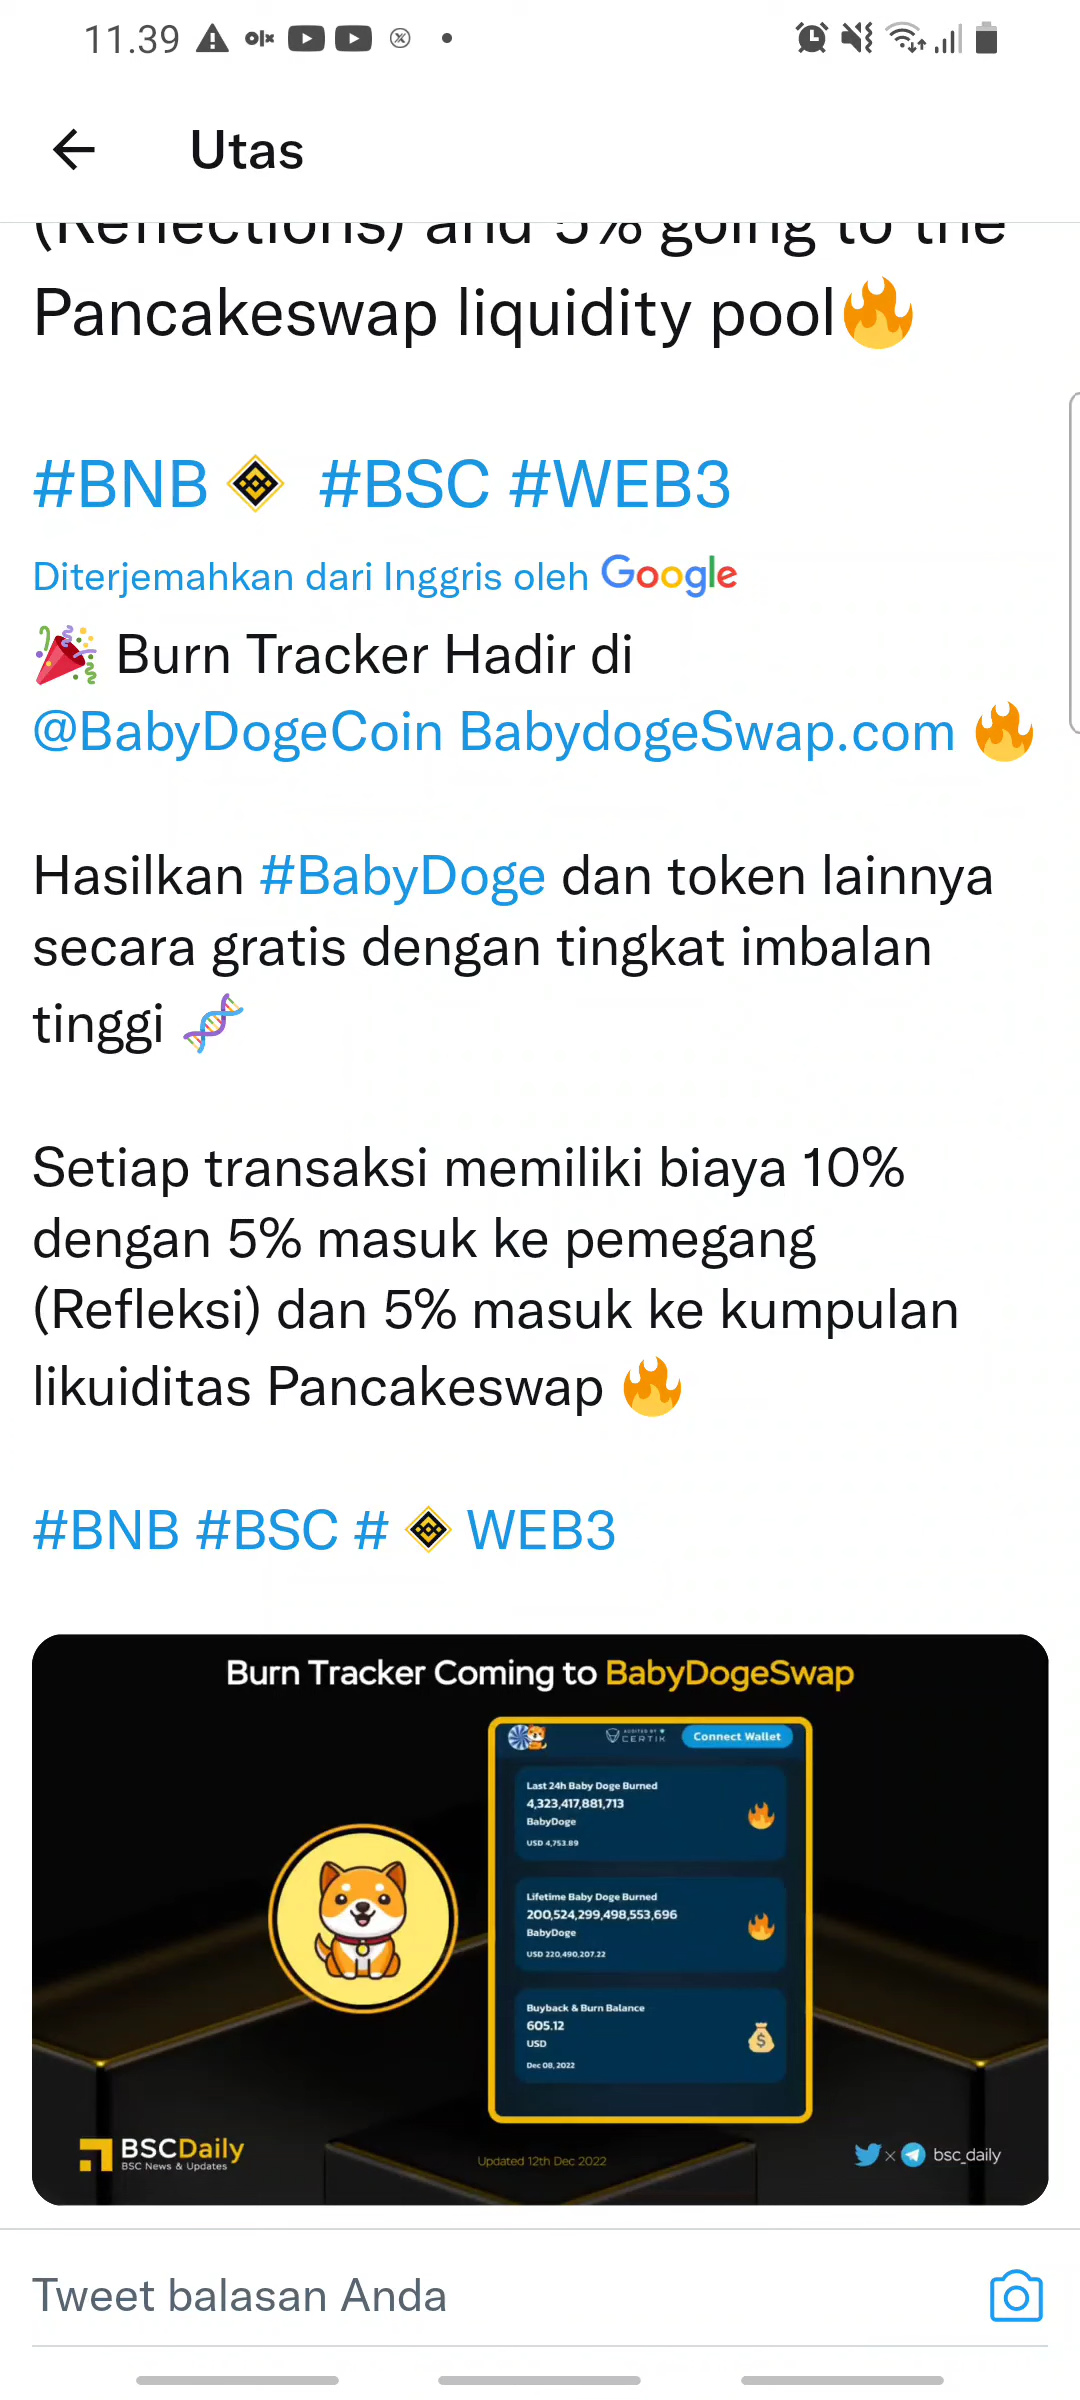 11.39
Utas
(Reflections) and 5% going to the
Pancakeswap liquidity pool🔥
#BNB #BSC #WEB3
Diterjemahkan dari Inggris oleh Google
🎉 Burn Tracker Hadir di
@BabyDogeCoin BabydogeSwap.com 🔥
Hasilkan #BabyDoge dan token lainnya
secara gratis dengan tingkat imbalan
tinggi 🧬
Setiap transaksi memiliki biaya 10%
dengan 5% masuk ke pemegang
(Refleksi) dan 5% masuk ke kumpulan
likuiditas Pancakeswap 🔥
#BNB #BSC # WEB3
Burn Tracker Coming to BabyDogeSwap
AUDITED BY
CERTIK
Connect Wallet
Last 24h Baby Doge Burned
4,323,417,881,713
BabyDoge
USD 4,753.89
Lifetime Baby Doge Burned
200,524,299,498,553,696
BabyDoge
USD 220,490,207.22
Buyback & Burn Balance
605.12
USD
Dec 08, 2022
BSCDaily
BSC News & Updates
Updated 12th Dec 2022
bsc_daily
Tweet balasan Anda